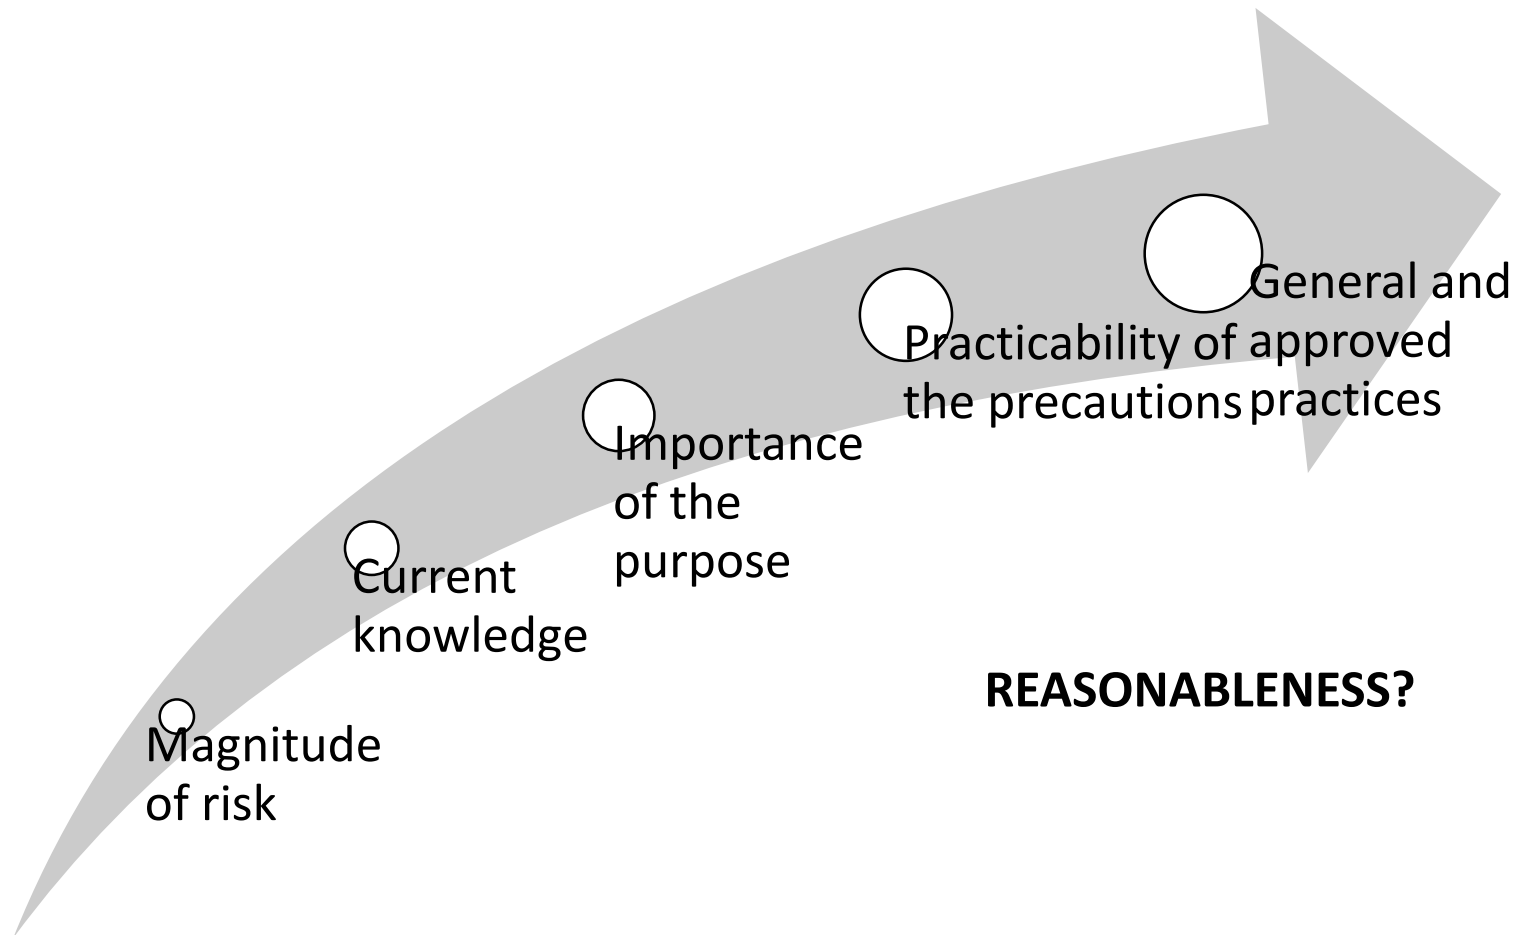 Magnitude
of risk
Current
knowledge
Importance
of the
purpose
Practicability of
the precautions
General and
approved
practices
REASONABLENESS?